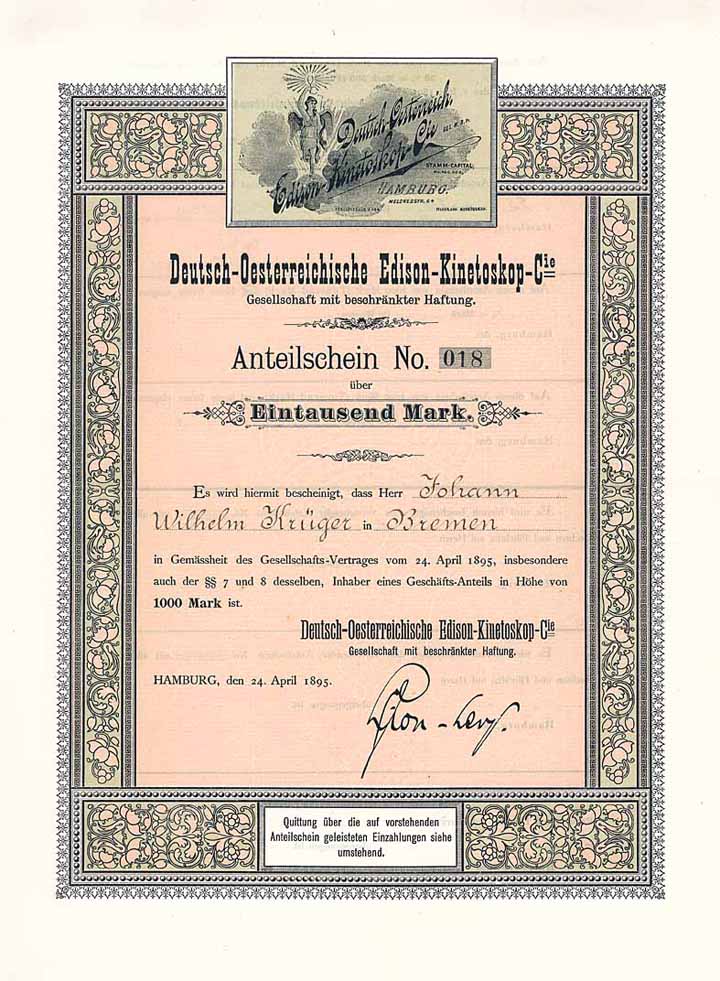 Deutsch-Oesterreich.
Edison-Kinetoskop-Cie
GES. M.B.H.
STAMM-CAPITAL
HAMBURG.
Deutsch-Oesterreichische Edison-Kinetoskop-Cie
Gesellschaft mit beschränkter Haftung.
Anteilschein No. 018
über
Eintausend Mark.
Es wird hiermit bescheinigt, dass Herr Johann
Wilhelm Krüger in Bremen
in Gemässheit des Gesellschafts-Vertrages vom 24. April 1895, insbesondere
auch der §§ 7 und 8 desselben, Inhaber eines Geschäfts-Anteils in Höhe von
1000 Mark ist.
Deutsch-Oesterreichische Edison-Kinetoskop-Cie
Gesellschaft mit beschränkter Haftung.
HAMBURG, den 24. April 1895.
Quittung über die auf vorstehenden
Anteilschein geleisteten Einzahlungen siehe
umstehend.